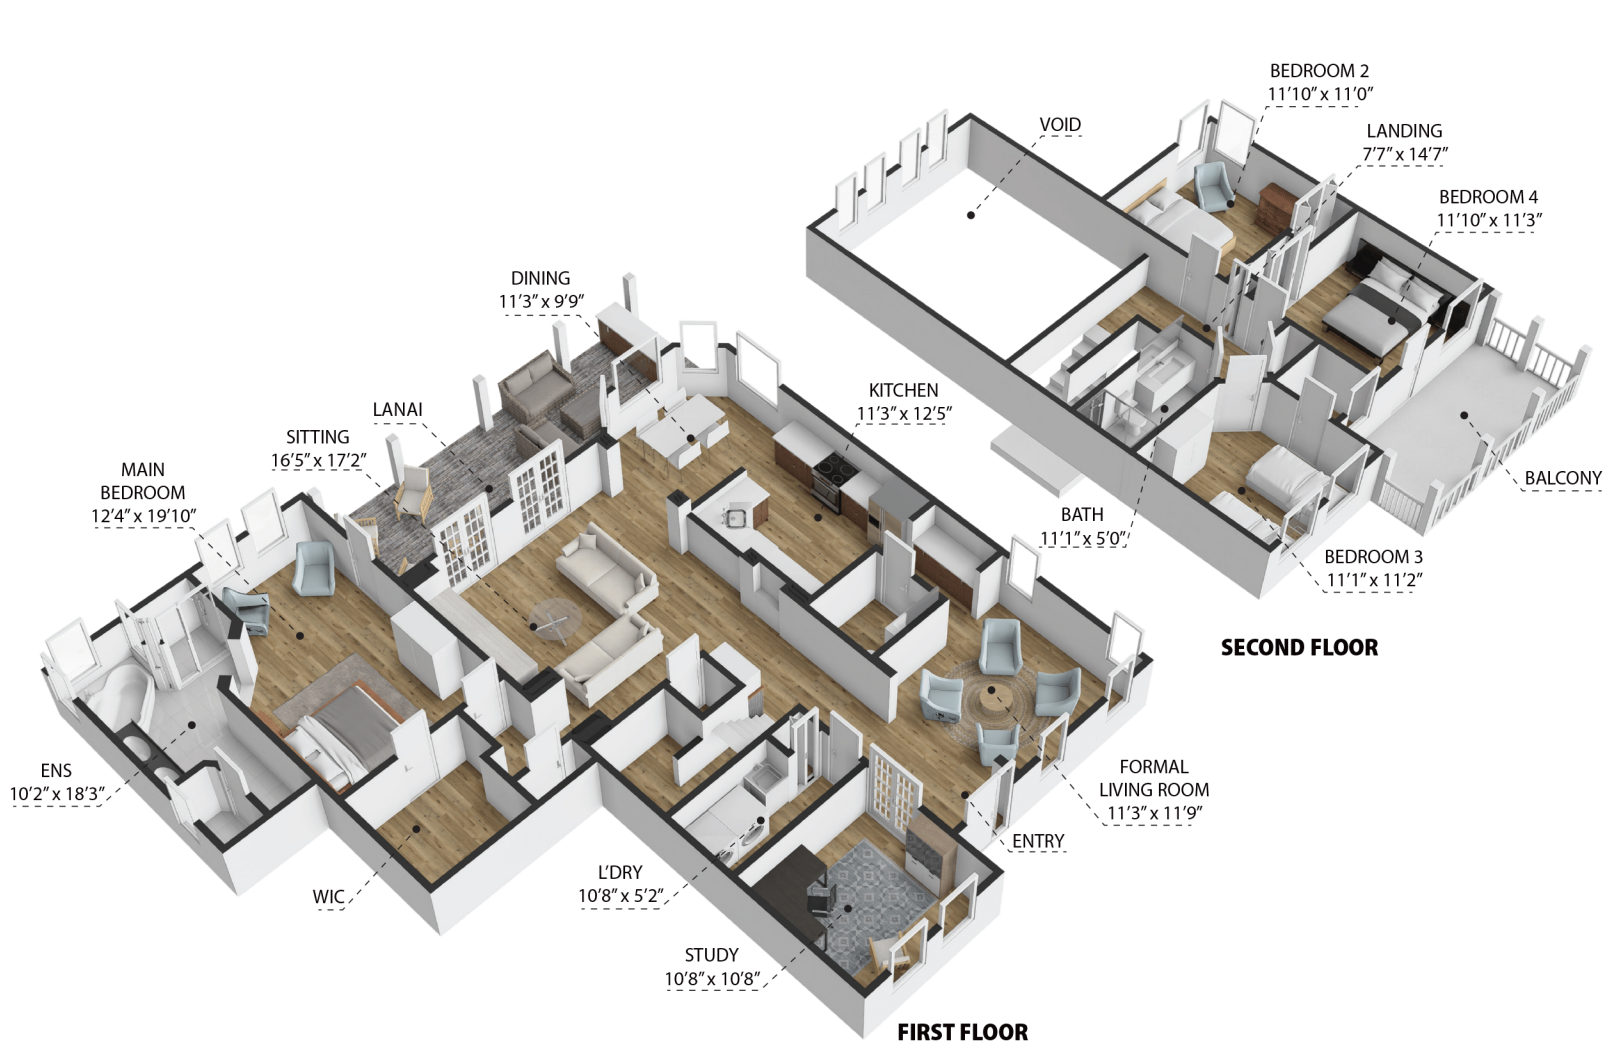 BEDROOM 2
11’10” x 11’0”
VOID
LANDING
7’7” x 14’7”
BEDROOM 4
11’10” x 11’3”
DINING
11’3” x 9’9”
LANAI
SITTING
16’5” x 17’2”
KITCHEN
11’3” x 12’5”
MAIN
BEDROOM
12’4” x 19’10”
BALCONY
BATH
11’1” x 5’0”
BEDROOM 3
11’1” x 11’2”
SECOND FLOOR
ENS
10’2” x 18’3”
FORMAL
LIVING ROOM
11’3” x 11’9”
ENTRY
WIC
L’DRY
10’8” x 5’2”
STUDY
10’8” x 10’8”
FIRST FLOOR